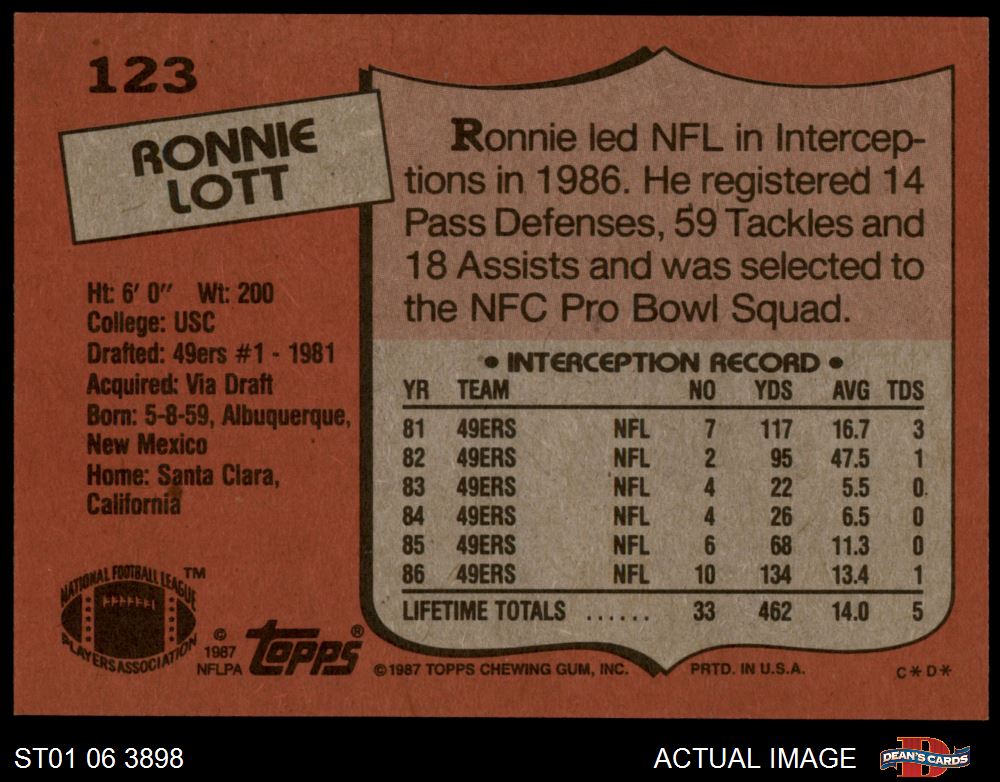 123
RONNIE
LOTT
Ht: 6' 0" Wt: 200
College: USC
Drafted: 49ers #1 - 1981
Acquired: Via Draft
Born: 5-8-59, Albuquerque,
New Mexico
Home: Santa Clara,
California
NATIONAL FOOTBALL LEAGUE
PLAYERS ASSOCIATION
TM
© 1987 NFLPA
Topps®
Ronnie led NFL in Intercep-
tions in 1986. He registered 14
Pass Defenses, 59 Tackles and
18 Assists and was selected to
the NFC Pro Bowl Squad.
• INTERCEPTION RECORD •
YR TEAM NO YDS AVG TDS
81 49ERS NFL 7 117 16.7 3
82 49ERS NFL 2 95 47.5 1
83 49ERS NFL 4 22 5.5 0
84 49ERS NFL 4 26 6.5 0
85 49ERS NFL 6 68 11.3 0
86 49ERS NFL 10 134 13.4 1
LIFETIME TOTALS ...... 33 462 14.0 5
©1987 TOPPS CHEWING GUM, INC. PRTD. IN U.S.A. C*D*
ST01 06 3898
ACTUAL IMAGE
D
DEAN'S CARDS